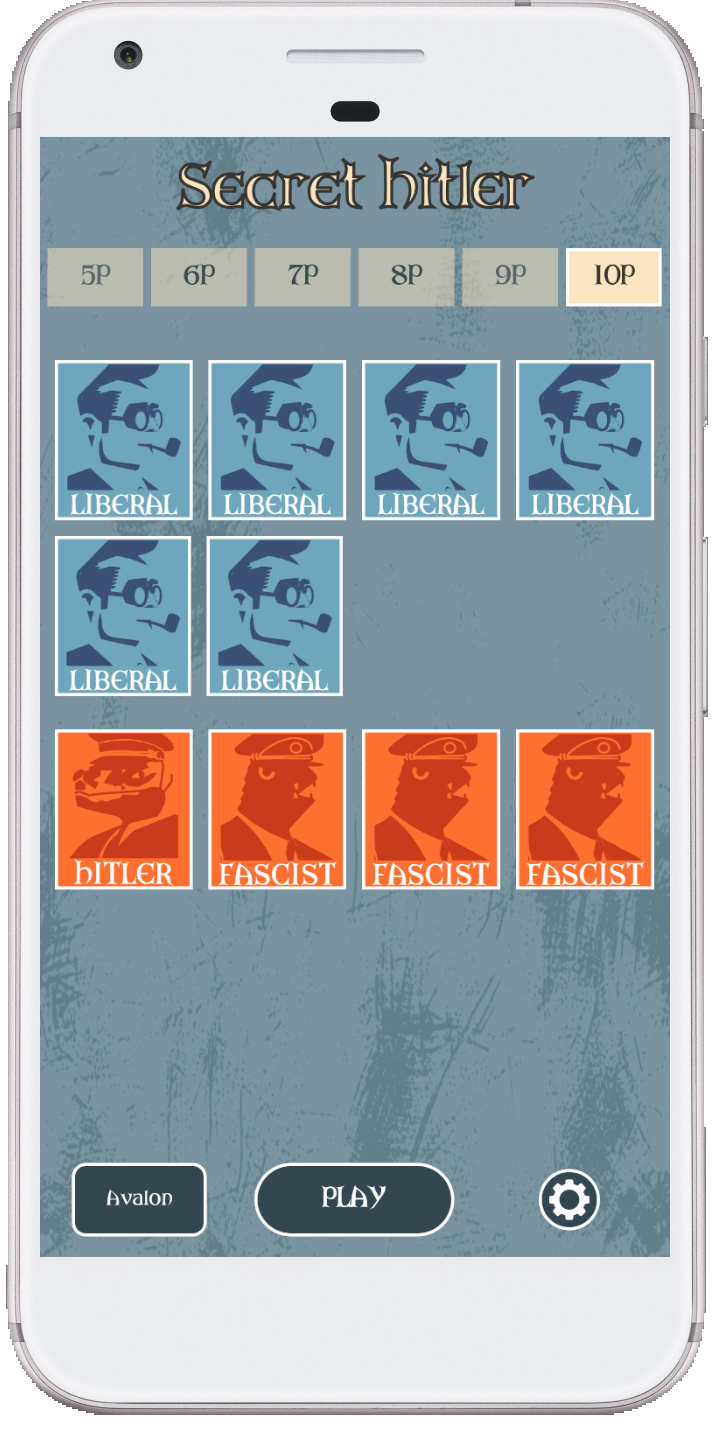 Secret hitler
5P 6P 7P 8P 9P 10P
LIBERAL LIBERAL LIBERAL LIBERAL
LIBERAL LIBERAL
hITLER FASCIST FASCIST FASCIST
Avalon PLAY